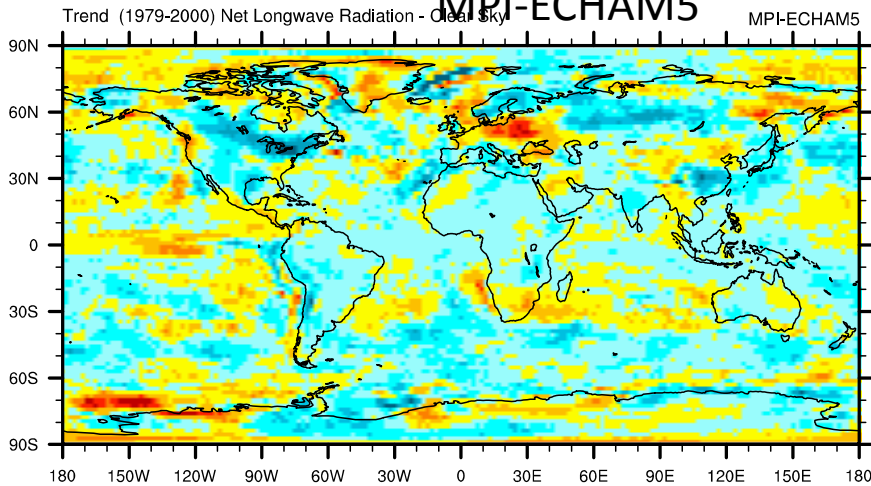 MPI-ECHAM5
Trend (1979-2000) Net Longwave Radiation - Clear Sky
MPI-ECHAM5
90N
60N
30N
0
30S
60S
90S
180 150W 120W 90W 60W 30W 0 30E 60E 90E 120E 150E 180